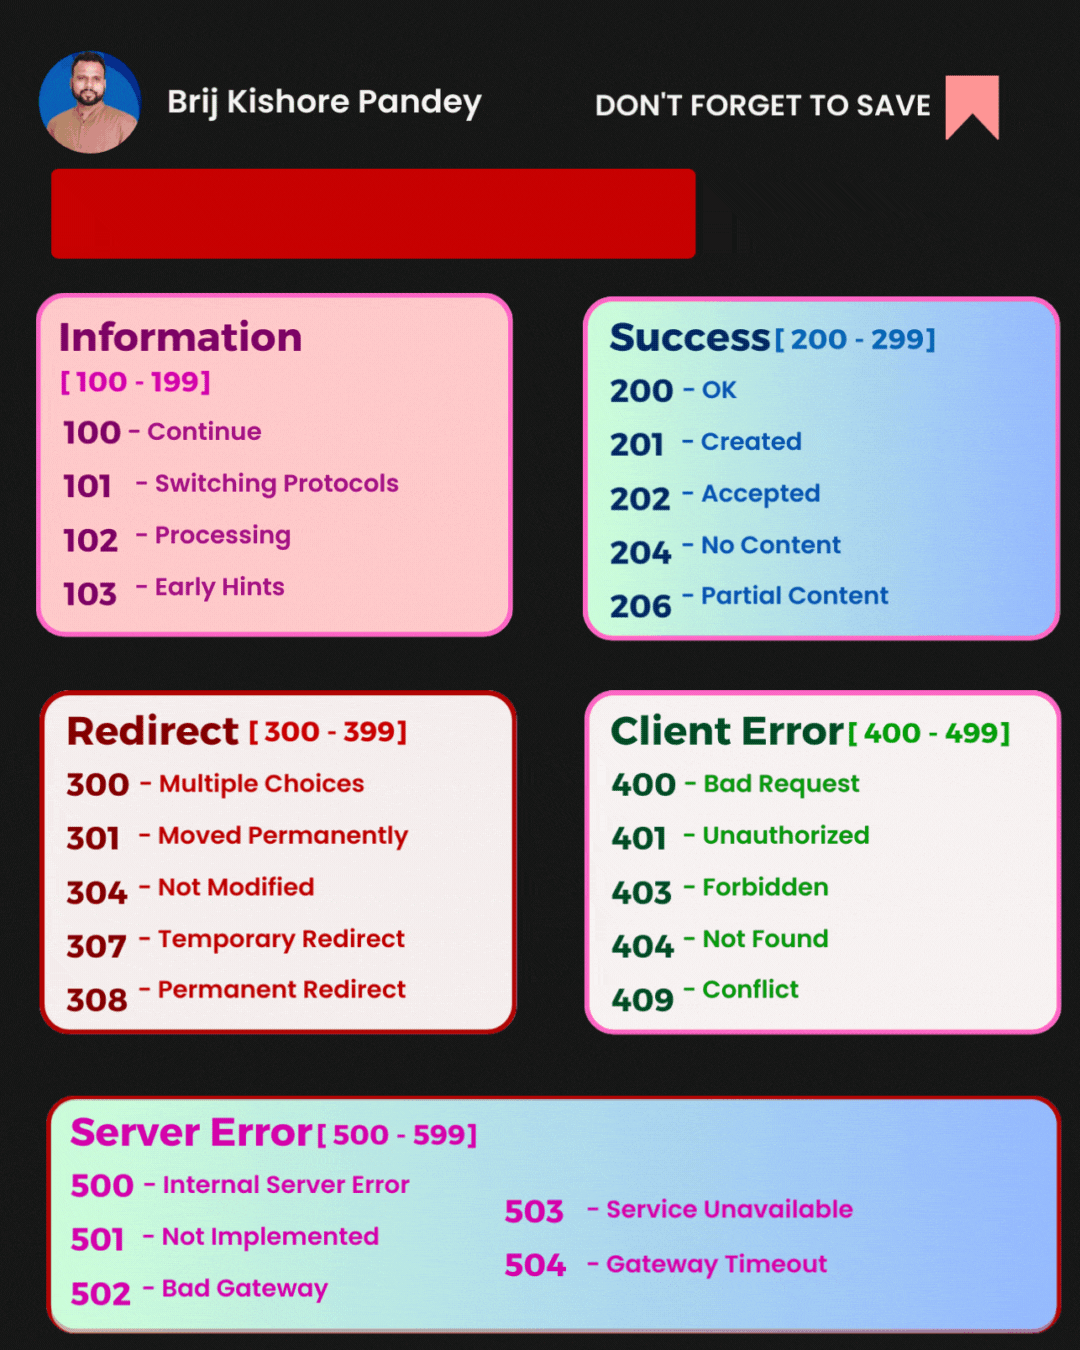 Brij Kishore Pandey
DON'T FORGET TO SAVE
Information
[ 100 - 199]
100 - Continue
101 - Switching Protocols
102 - Processing
103 - Early Hints
Success[ 200 - 299]
200 - OK
201 - Created
202 - Accepted
204 - No Content
206 - Partial Content
Redirect [ 300 - 399]
300 - Multiple Choices
301 - Moved Permanently
304 - Not Modified
307 - Temporary Redirect
308 - Permanent Redirect
Client Error[ 400 - 499]
400 - Bad Request
401 - Unauthorized
403 - Forbidden
404 - Not Found
409 - Conflict
Server Error[ 500 - 599]
500 - Internal Server Error
501 - Not Implemented
502 - Bad Gateway
503 - Service Unavailable
504 - Gateway Timeout